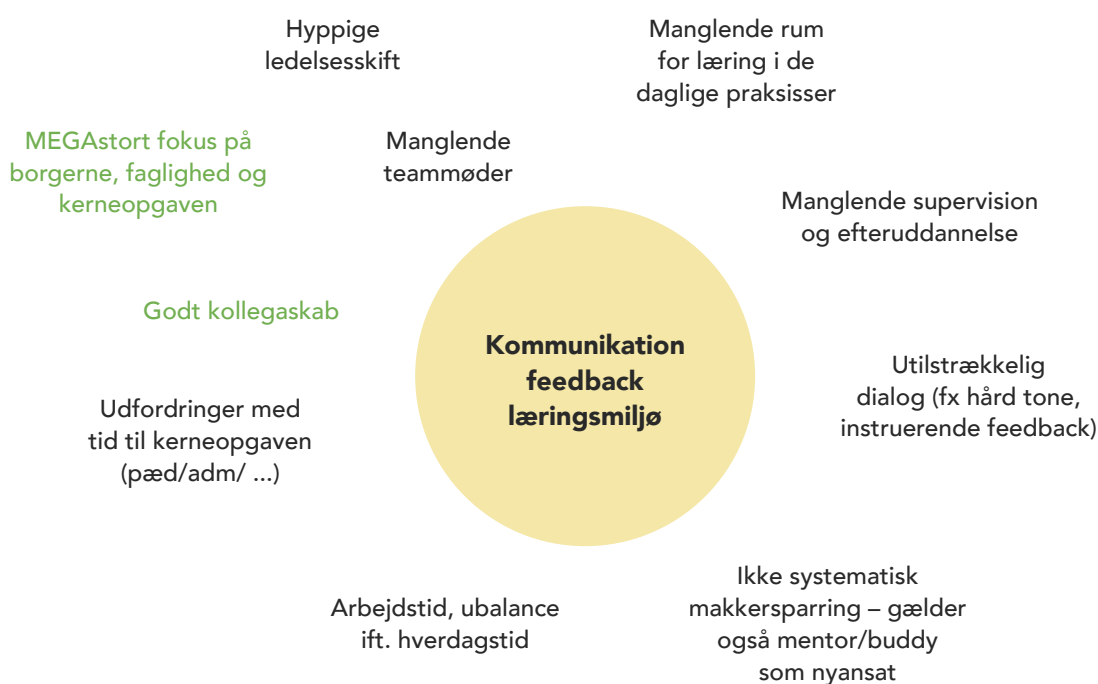 Hyppige
ledelsesskift
Manglende rum
for læring i de
daglige praksisser
MEGAstort fokus på
borgerne, faglighed og
kerneopgaven
Manglende
teammøder
Manglende supervision
og efteruddannelse
Godt kollegaskab
Kommunikation
feedback
læringsmiljø
Utilstrækkelig
dialog (fx hård tone,
instruerende feedback)
Udfordringer med
tid til kerneopgaven
(pæd/adm/ ...)
Arbejdstid, ubalance
ift. hverdagstid
Ikke systematisk
makkersparring – gælder
også mentor/buddy
som nyansat